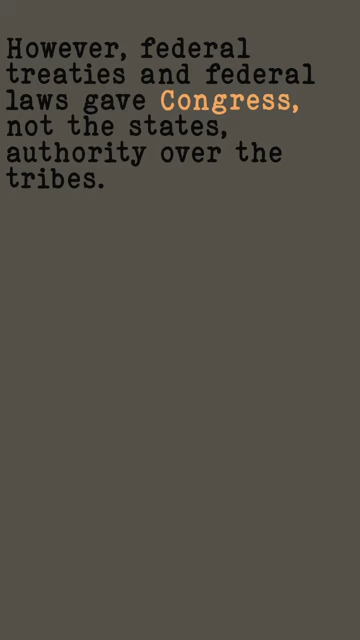 However, federal
treaties and federal
laws gave Congress,
not the states,
authority over the
tribes.